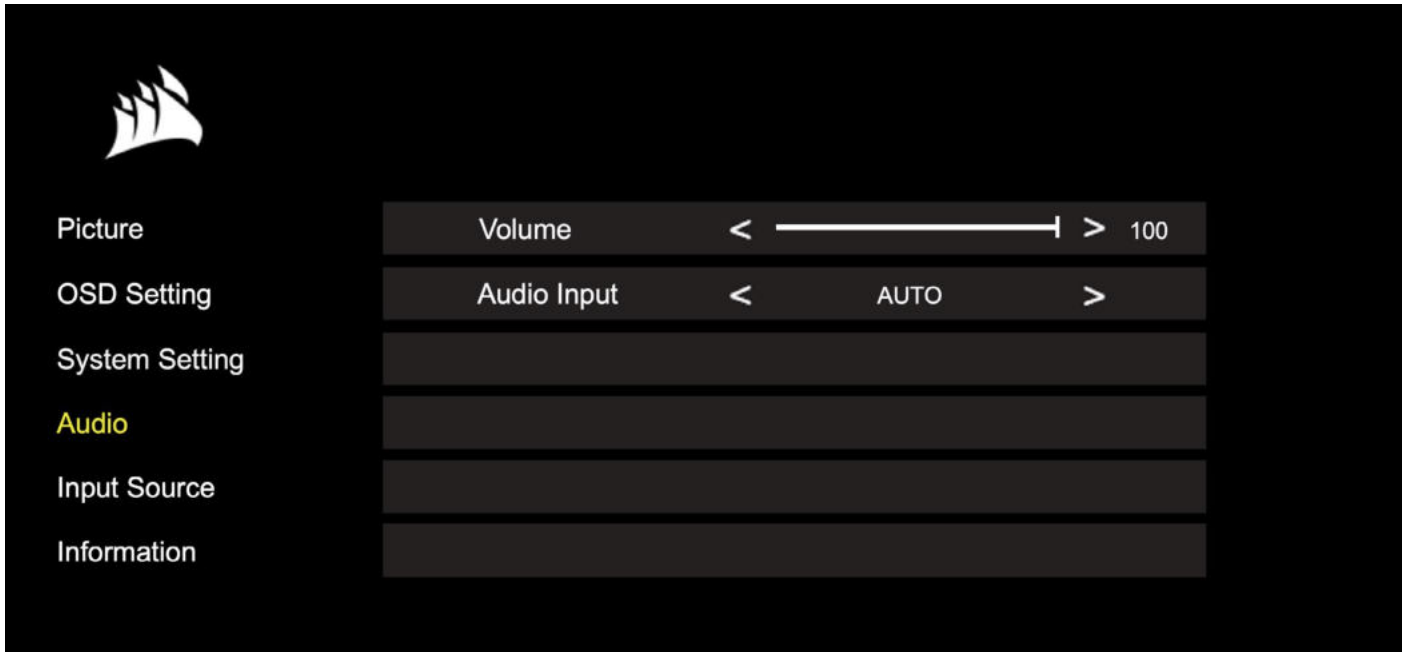 Picture Volume < > 100
OSD Setting Audio Input < AUTO >
System Setting
Audio
Input Source
Information